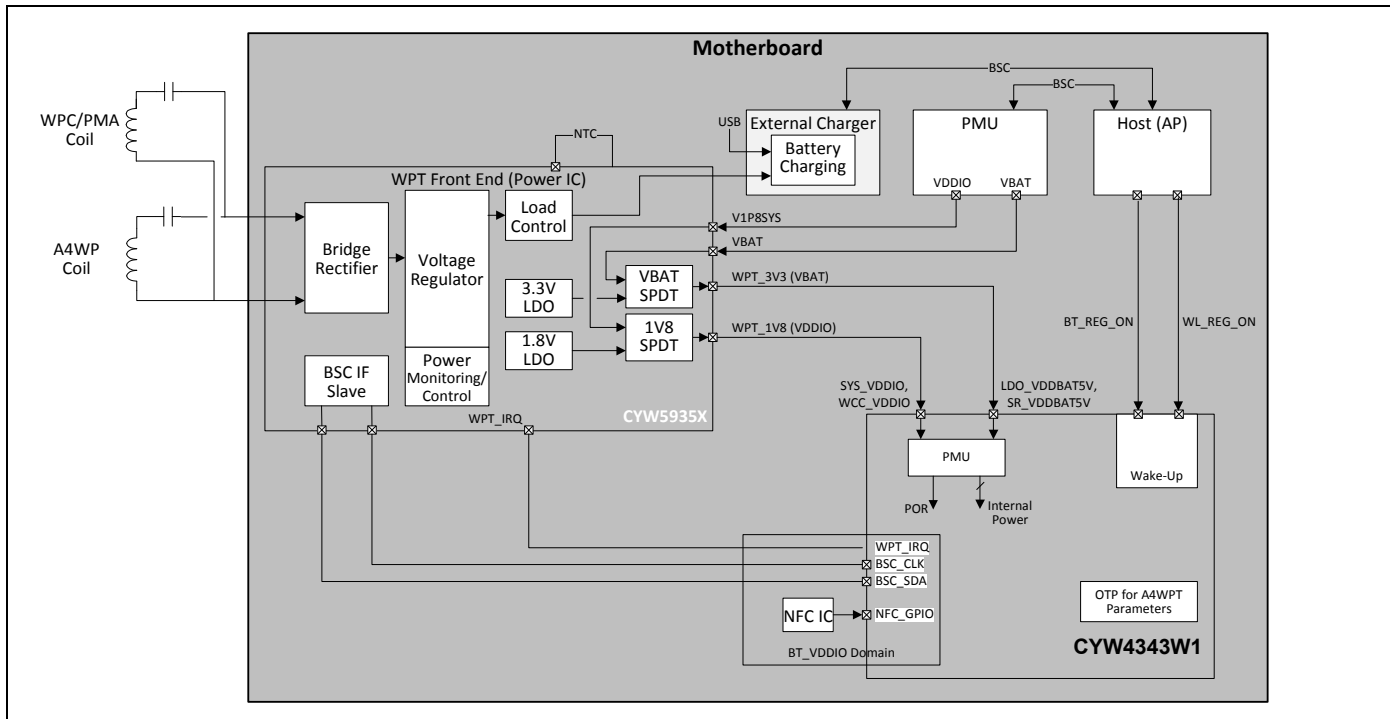 Motherboard
BSC
BSC
WPC/PMA
Coil
NTC
USB
External Charger
Battery
Charging
PMU
VDDIO
VBAT
Host (AP)
WPT Front End (Power IC)
A4WP
Coil
Bridge
Rectifier
Voltage
Regulator
Load
Control
V1P8SYS
VBAT
3.3V
LDO
VBAT
SPDT
WPT_3V3 (VBAT)
1.8V
LDO
1V8
SPDT
WPT_1V8 (VDDIO)
BT_REG_ON
WL_REG_ON
BSC IF
Slave
Power
Monitoring/
Control
CYW5935X
WPT_IRQ
SYS_VDDIO,
WCC_VDDIO
LDO_VDDBAT5V,
SR_VDDBAT5V
PMU
Wake-Up
POR
Internal
Power
WPT_IRQ
BSC_CLK
BSC_SDA
NFC IC
NFC_GPIO
BT_VDDIO Domain
OTP for A4WPT
Parameters
CYW4343W1